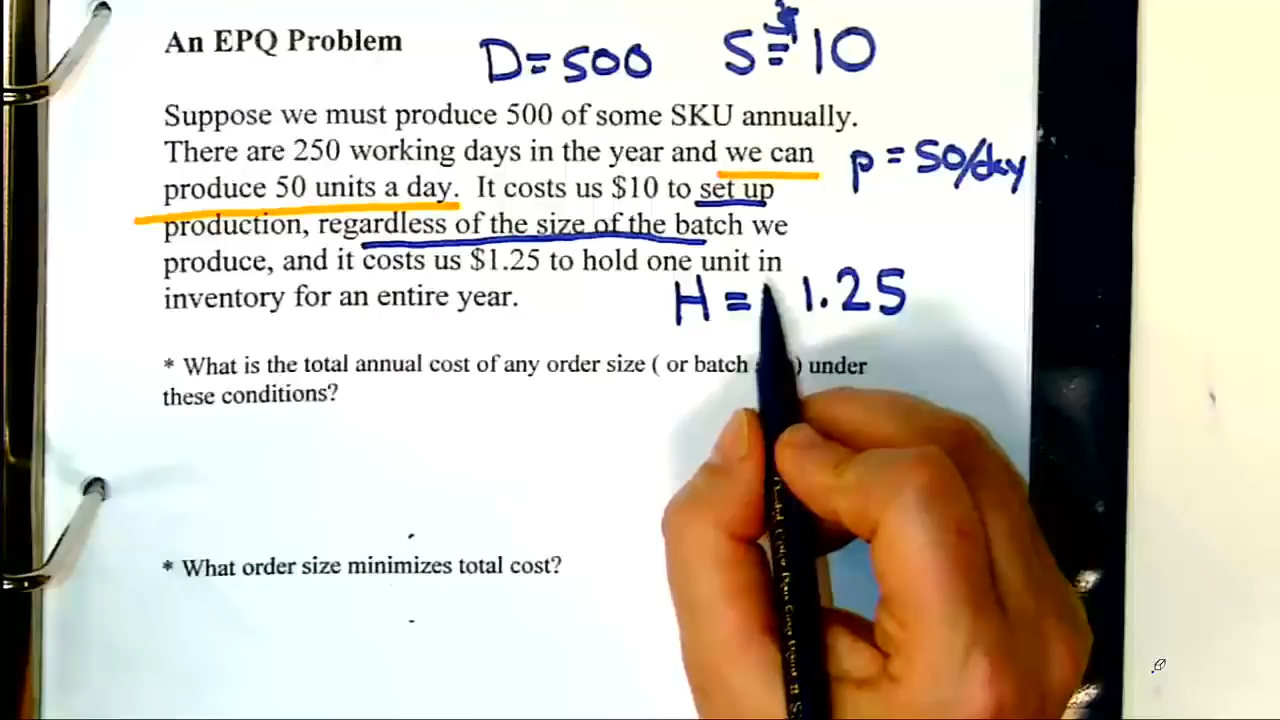 An EPQ Problem
D = 500
S = $10
Suppose we must produce 500 of some SKU annually.
There are 250 working days in the year and we can
p = 50/day
produce 50 units a day. It costs us $10 to set up
production, regardless of the size of the batch we
produce, and it costs us $1.25 to hold one unit in
inventory for an entire year.
H = 1.25
* What is the total annual cost of any order size ( or batch ) under
these conditions?
* What order size minimizes total cost?